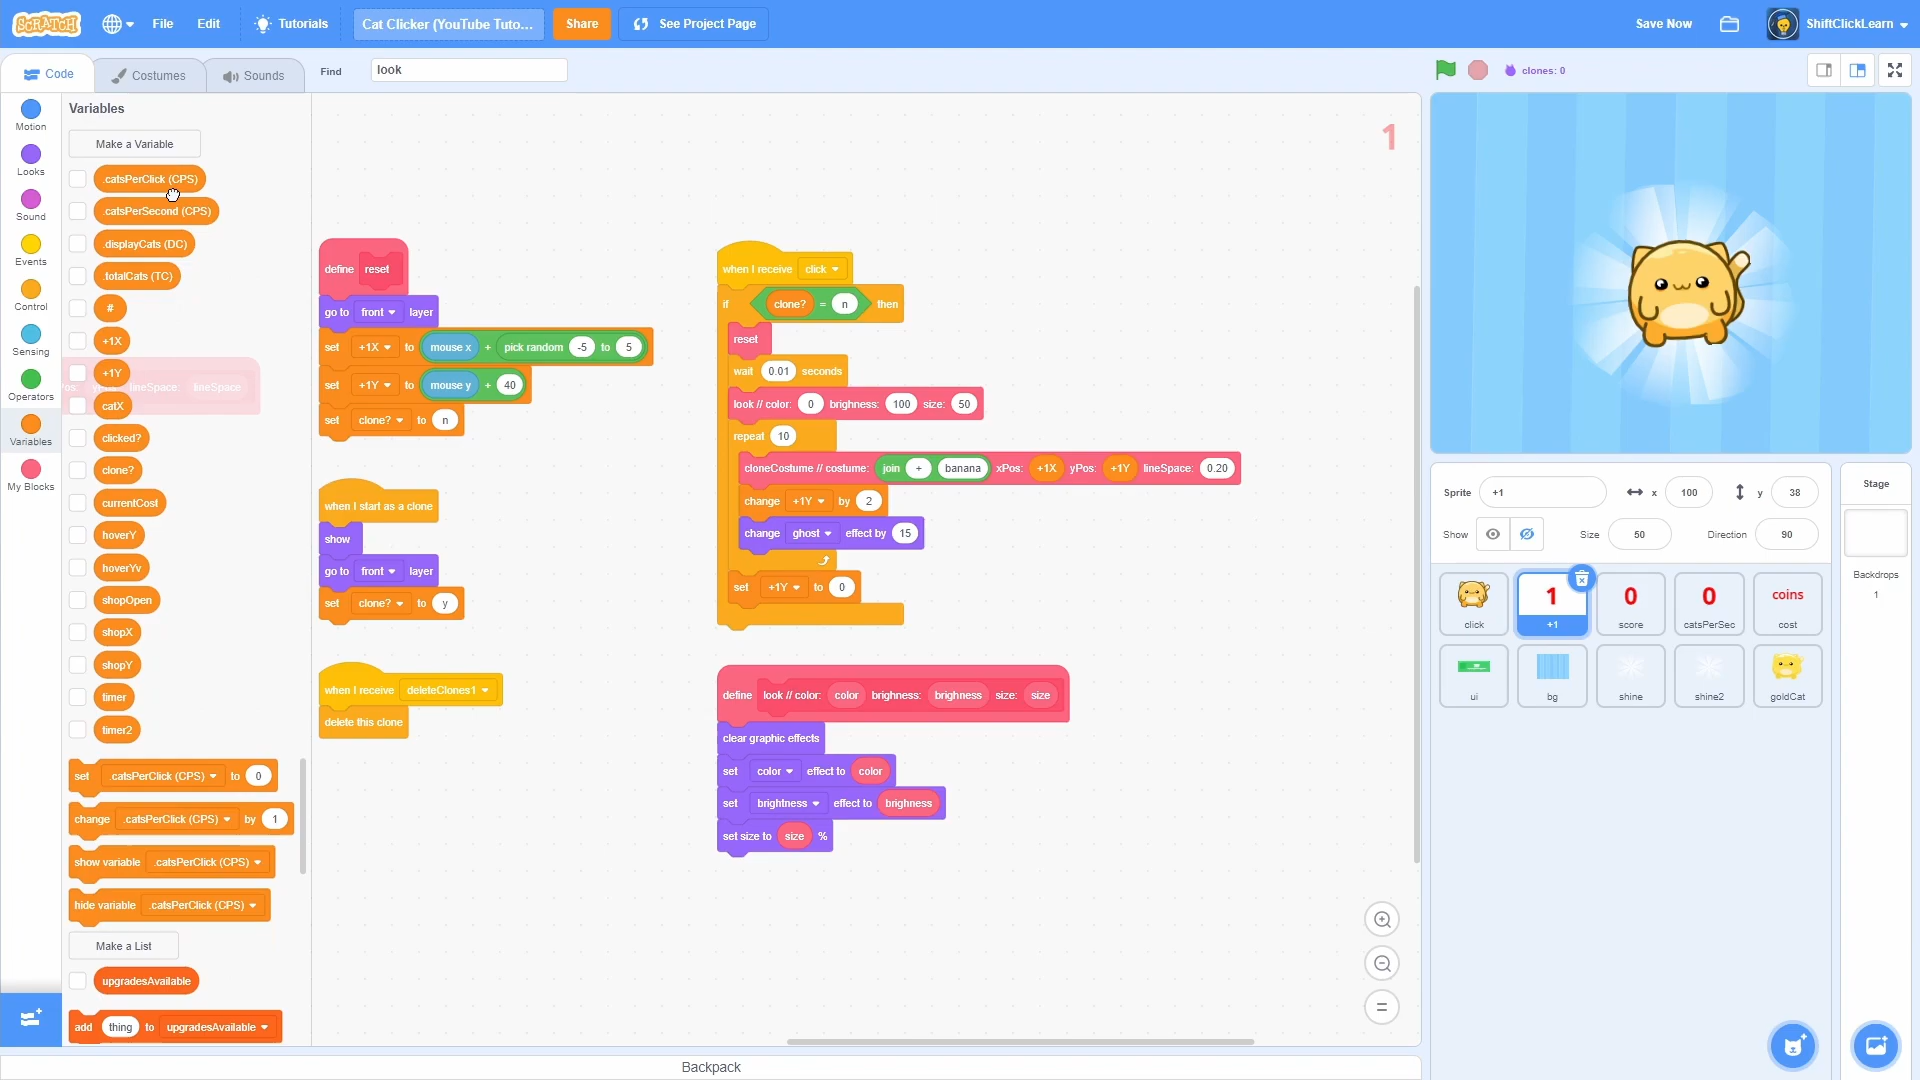 SCRATCH File Edit Tutorials Cat Clicker (YouTube Tuto... Share See Project Page Save Now ShiftClickLearn
Code Costumes Sounds Find look clones: 0
Motion
Looks
Sound
Events
Control
Sensing
Operators
Variables
My Blocks
Variables
Make a Variable
.catsPerClick (CPS)
.catsPerSecond (CPS)
.displayCats (DC)
.totalCats (TC)
#
+1X
+1Y
lineSpace: lineSpace
catX
clicked?
clone?
currentCost
hoverY
hoverYv
shopOpen
shopX
shopY
timer
timer2
set .catsPerClick (CPS) to 0
change .catsPerClick (CPS) by 1
show variable .catsPerClick (CPS)
hide variable .catsPerClick (CPS)
Make a List
upgradesAvailable
add thing to upgradesAvailable
define reset
go to front layer
set +1X to mouse x + pick random -5 to 5
set +1Y to mouse y + 40
set clone? to n
when I start as a clone
show
go to front layer
set clone? to y
when I receive deleteClones1
delete this clone
1
when I receive click
if clone? = n then
reset
wait 0.01 seconds
look // color: 0 brighness: 100 size: 50
repeat 10
cloneCostume // costume: join + banana xPos: +1X yPos: +1Y lineSpace: 0.20
change +1Y by 2
change ghost effect by 15
set +1Y to 0
define look // color: color brighness: brighness size: size
clear graphic effects
set color effect to color
set brightness effect to brighness
set size to size %
Backpack
Sprite +1 x 100 y 38
Show Size 50 Direction 90
1 0 0 coins
click +1 score catsPerSec cost
ui bg shine shine2 goldCat
Stage
Backdrops
1